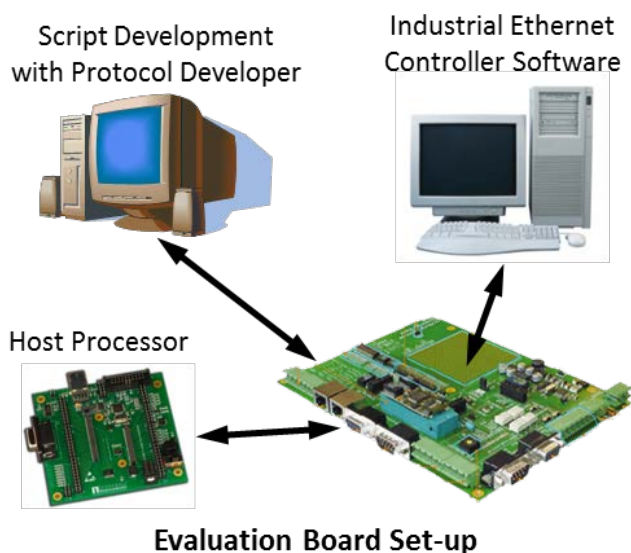 Script Development
with Protocol Developer
Industrial Ethernet
Controller Software
Host Processor
Evaluation Board Set-up